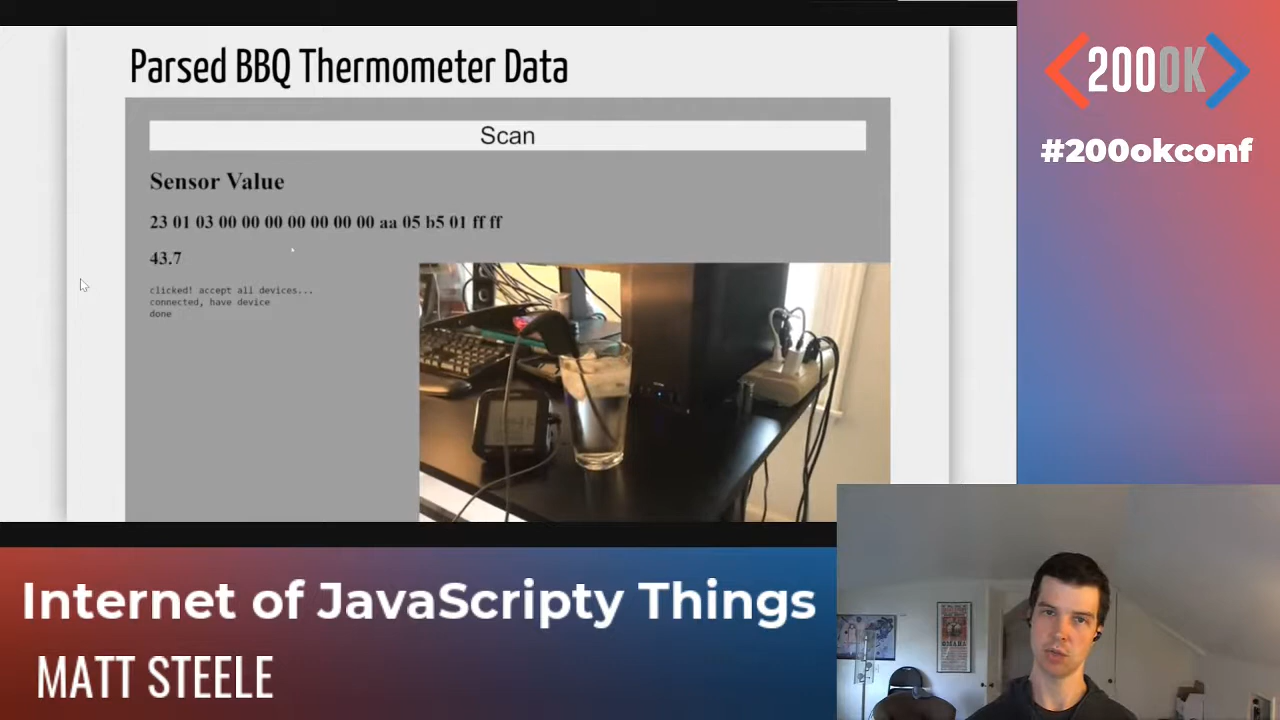 Parsed BBQ Thermometer Data
Scan
Sensor Value
23 01 03 00 00 00 00 00 00 00 aa 05 b5 01 ff ff
43.7
clicked! accept all devices...
connected, have device
done
<200OK>
#200okconf
Internet of JavaScripty Things
MATT STEELE